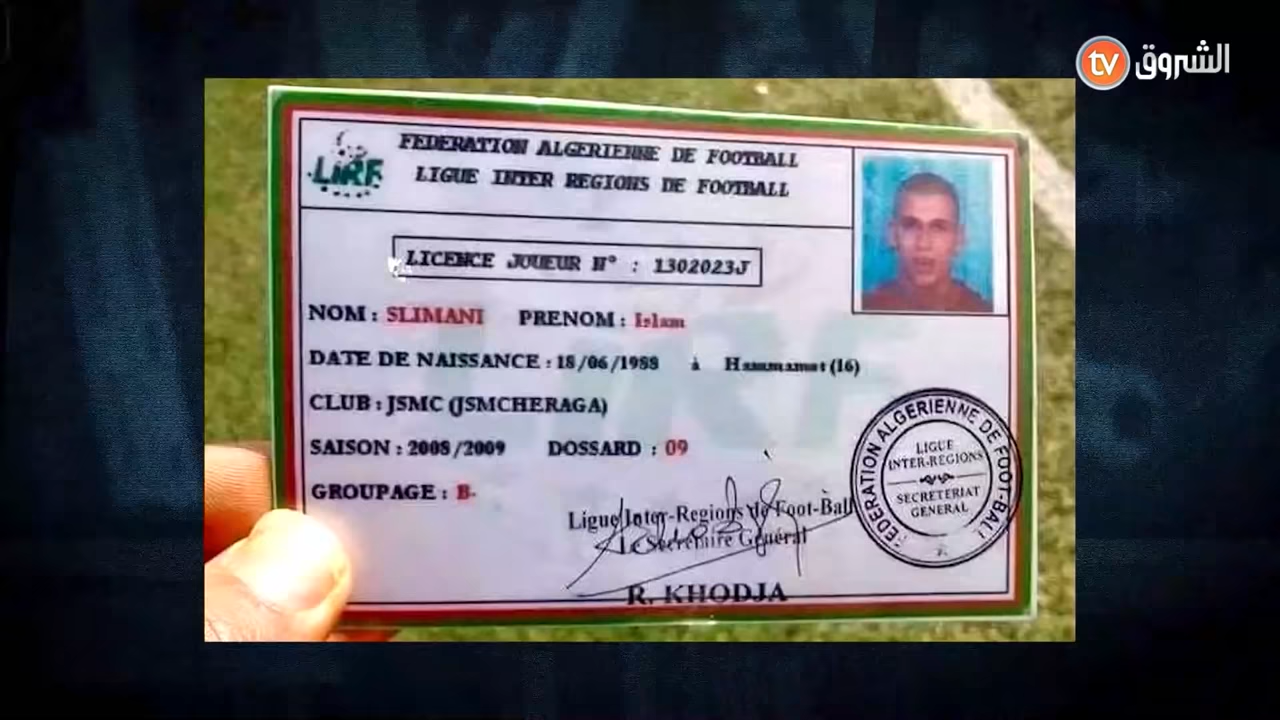 tv الشروق
LIRF
FEDERATION ALGERIENNE DE FOOTBALL
LIGUE INTER REGIONS DE FOOTBALL
LICENCE JOUEUR N° : 1302023J
NOM : SLIMANI PRENOM : Islam
DATE DE NAISSANCE : 18/06/1988 à Hammamat (16)
CLUB : JSMC (JSMCHERAGA)
SAISON : 2008/2009 DOSSARD : 09
GROUPAGE : B-
Ligue Inter-Regions de Foot-Ball
Le Secrétaire Général
R. KHODJA
FEDERATION ALGERIENNE DE FOOT-BALL
LIGUE
INTER-REGIONS
SECRETERIAT
GENERAL